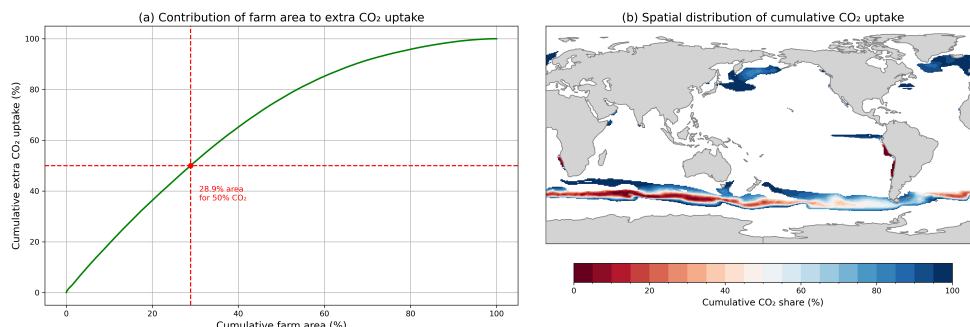 (a) Contribution of farm area to extra CO₂ uptake
Cumulative extra CO₂ uptake (%)
100
80
60
40
20
0
28.9% area
for 50% CO₂
0 20 40 60 80 100
Cumulative farm area (%)
(b) Spatial distribution of cumulative CO₂ uptake
0 20 40 60 80 100
Cumulative CO₂ share (%)